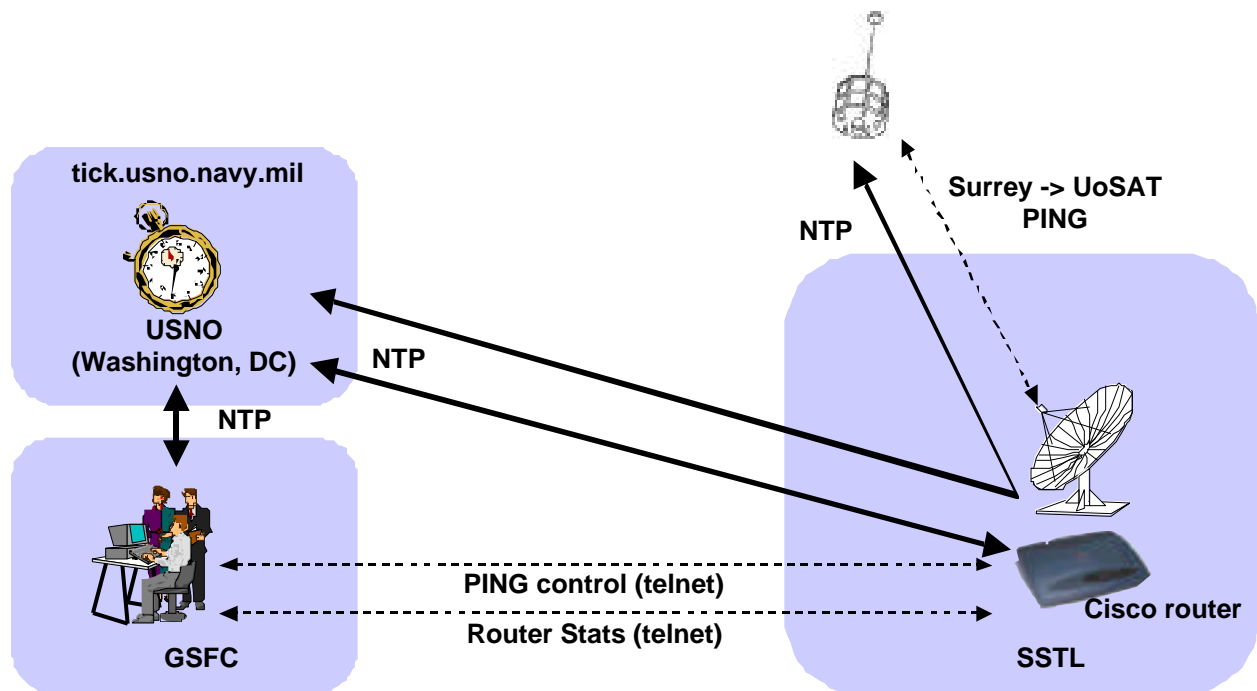 tick.usno.navy.mil
USNO
(Washington, DC)
NTP
GSFC
NTP
PING control (telnet)
Router Stats (telnet)
NTP
Surrey -> UoSAT
PING
Cisco router
SSTL